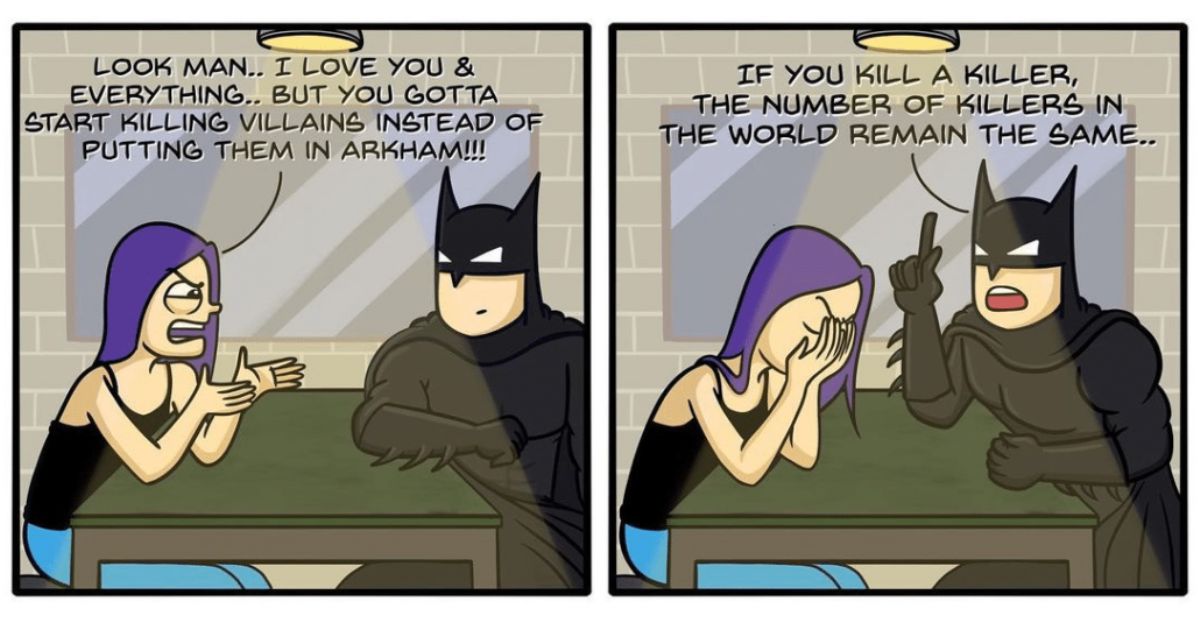 LOOK MAN.. I LOVE YOU &
EVERYTHING.. BUT YOU GOTTA
START KILLING VILLAINS INSTEAD OF
PUTTING THEM IN ARKHAM!!!
IF YOU KILL A KILLER,
THE NUMBER OF KILLERS IN
THE WORLD REMAIN THE SAME..